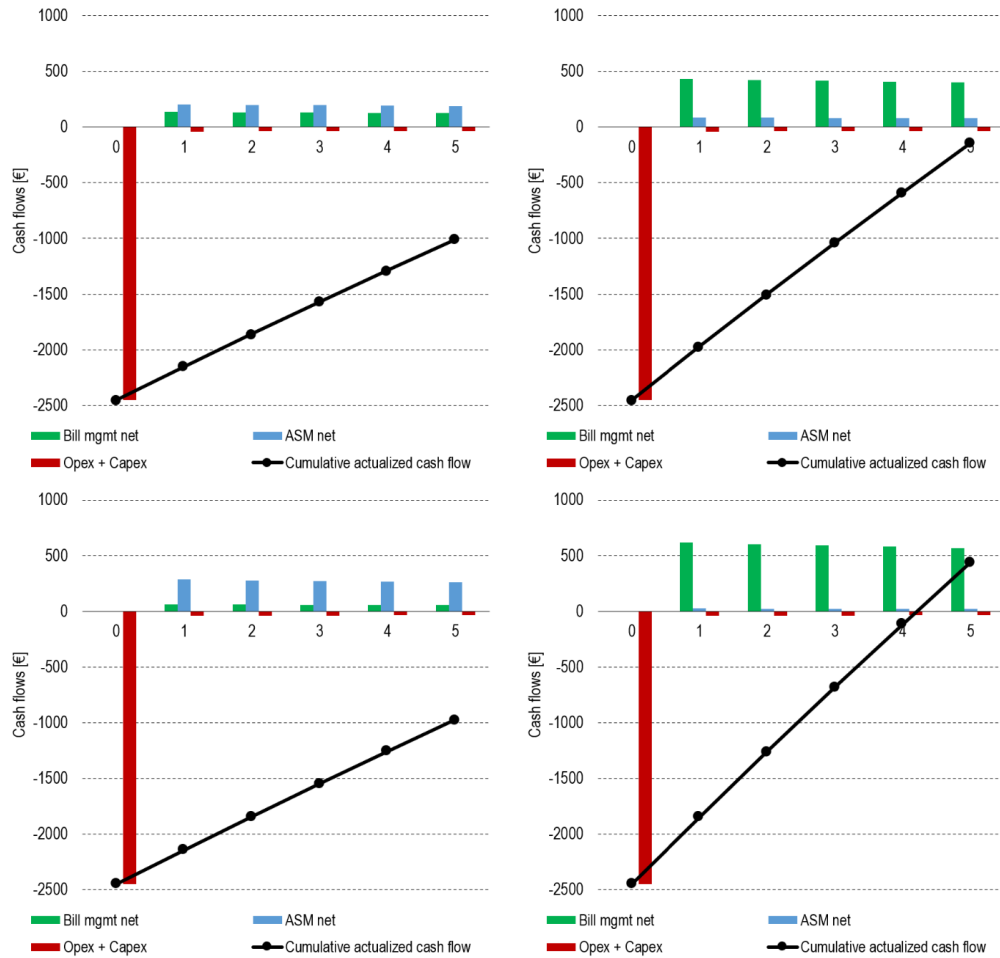 1000
500
0
-500
-1000
-1500
-2000
-2500
Cash flows [€]
0 1 2 3 4 5
Bill mgmt net ASM net
Opex + Capex Cumulative actualized cash flow
1000
500
0
-500
-1000
-1500
-2000
-2500
Cash flows [€]
0 1 2 3 4 5
Bill mgmt net ASM net
Opex + Capex Cumulative actualized cash flow
1000
500
0
-500
-1000
-1500
-2000
-2500
Cash flows [€]
0 1 2 3 4 5
Bill mgmt net ASM net
Opex + Capex Cumulative actualized cash flow
1000
500
0
-500
-1000
-1500
-2000
-2500
Cash flows [€]
0 1 2 3 4 5
Bill mgmt net ASM net
Opex + Capex Cumulative actualized cash flow